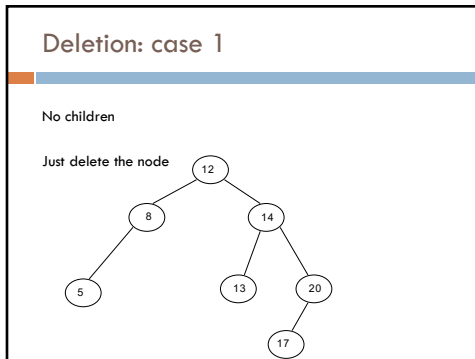 Deletion: case 1
No children
Just delete the node
12
8
14
5
13
20
17